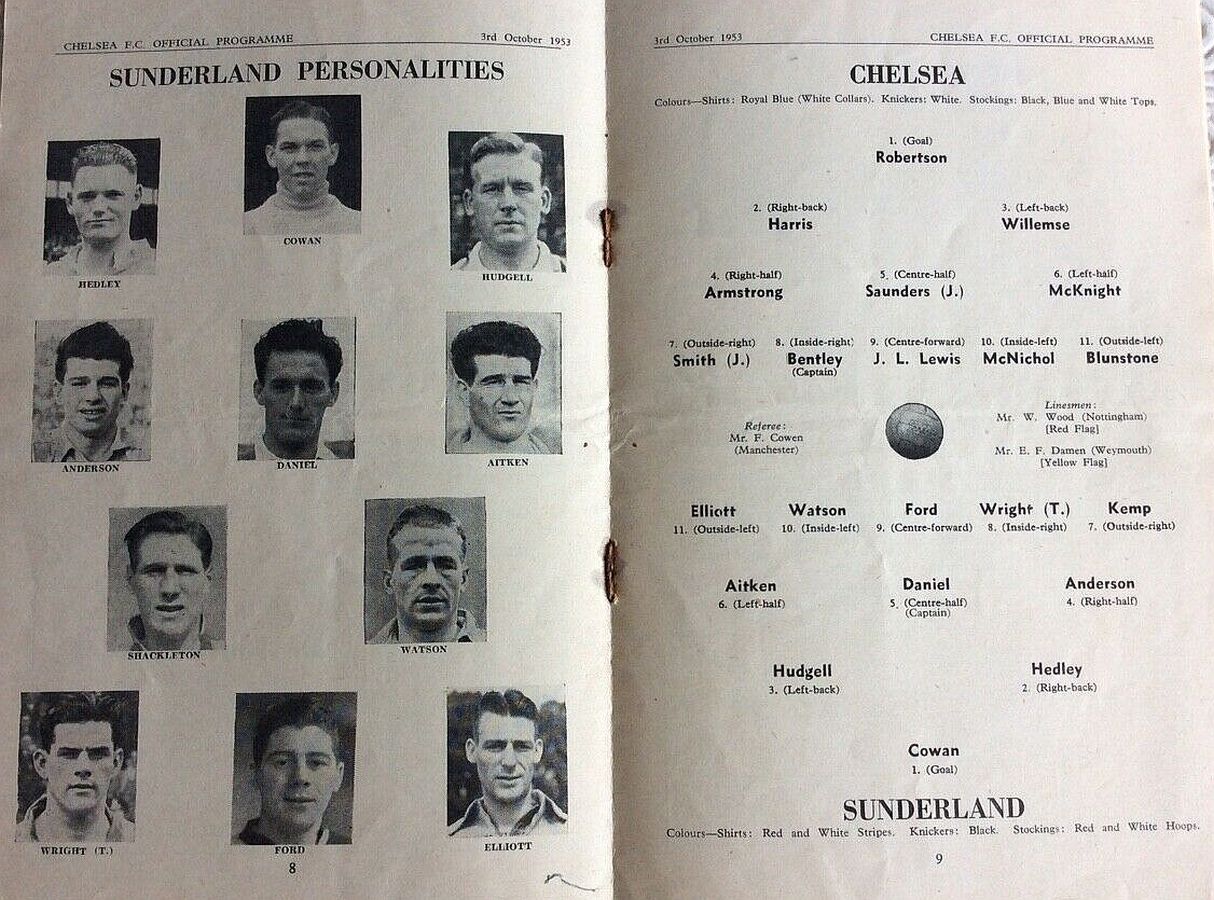 CHELSEA F.C. OFFICIAL PROGRAMME 3rd October 1953
SUNDERLAND PERSONALITIES
COWAN
HEDLEY
HUDGELL
ANDERSON
DANIEL
AITKEN
SHACKLETON
WATSON
WRIGHT (T.)
FORD
ELLIOTT
8
3rd October 1953 CHELSEA F.C. OFFICIAL PROGRAMME
CHELSEA
Colours—Shirts: Royal Blue (White Collars). Knickers: White. Stockings: Black, Blue and White Tops.
1. (Goal)
Robertson
2. (Right-back) 3. (Left-back)
Harris Willemse
4. (Right-half) 5. (Centre-half) 6. (Left-half)
Armstrong Saunders (J.) McKnight
7. (Outside-right) 8. (Inside-right) 9. (Centre-forward) 10. (Inside-left) 11. (Outside-left)
Smith (J.) Bentley J. L. Lewis McNichol Blunstone
(Captain)
Referee:
Mr. F. Cowen
(Manchester)
Linesmen:
Mr. W. Wood (Nottingham)
[Red Flag]
Mr. E. F. Damen (Weymouth)
[Yellow Flag]
Elliott Watson Ford Wright (T.) Kemp
11. (Outside-left) 10. (Inside-left) 9. (Centre-forward) 8. (Inside-right) 7. (Outside-right)
Aitken Daniel Anderson
6. (Left-half) 5. (Centre-half) 4. (Right-half)
(Captain)
Hudgell Hedley
3. (Left-back) 2. (Right-back)
Cowan
1. (Goal)
SUNDERLAND
Colours—Shirts: Red and White Stripes. Knickers: Black. Stockings: Red and White Hoops.
9